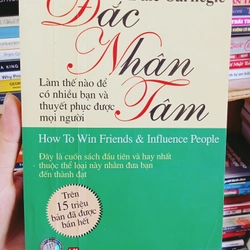 Dale Carnegie
Đắc
Nhân
Tâm
Làm thế nào để
có nhiều bạn và
thuyết phục được
mọi người
How To Win Friends & Influence People
Đây là cuốn sách đầu tiên và hay nhất
thuộc thể loại này nhằm đưa bạn
đến thành đạt
Trên
15 triệu
bản đã được
bán hết